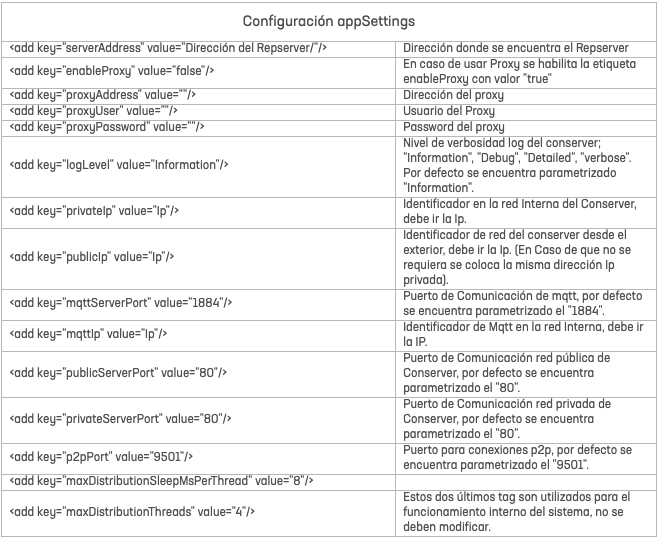 Configuración appSettings
<add key="serverAddress" value="Dirección del Repserver/"/>
Dirección donde se encuentra el Repserver
<add key="enableProxy" value="false"/>
En caso de usar Proxy se habilita la etiqueta
enableProxy con valor "true"
<add key="proxyAddress" value=""/>
Dirección del proxy
<add key="proxyUser" value=""/>
Usuario del Proxy
<add key="proxyPassword" value=""/>
Password del proxy
<add key="logLevel" value="Information"/>
Nivel de verbosidad log del conserver;
"Information", "Debug", "Detailed", "verbose".
Por defecto se encuentra parametrizado
"Information".
<add key="privateIp" value="Ip"/>
Identificador en la red Interna del Conserver,
debe ir la Ip.
<add key="publicIp" value="Ip"/>
Identificador de red del conserver desde el
exterior, debe ir la Ip. (En Caso de que no se
requiera se coloca la misma dirección Ip
privada).
<add key="mqttServerPort" value="1884"/>
Puerto de Comunicación de mqtt, por defecto
se encuentra parametrizado el "1884".
<add key="mqttIp" value="Ip"/>
Identificador de Mqtt en la red Interna, debe ir
la IP.
<add key="publicServerPort" value="80"/>
Puerto de Comunicación red pública de
Conserver, por defecto se encuentra
parametrizado el "80".
<add key="privateServerPort" value="80"/>
Puerto de Comunicación red privada de
Conserver, por defecto se encuentra
parametrizado el "80".
<add key="p2pPort" value="9501"/>
Puerto para conexiones p2p, por defecto se
encuentra parametrizado el "9501".
<add key="maxDistributionSleepMsPerThread" value="8"/>
<add key="maxDistributionThreads" value="4"/>
Estos dos últimos tag son utilizados para el
funcionamiento interno del sistema, no se
deben modificar.